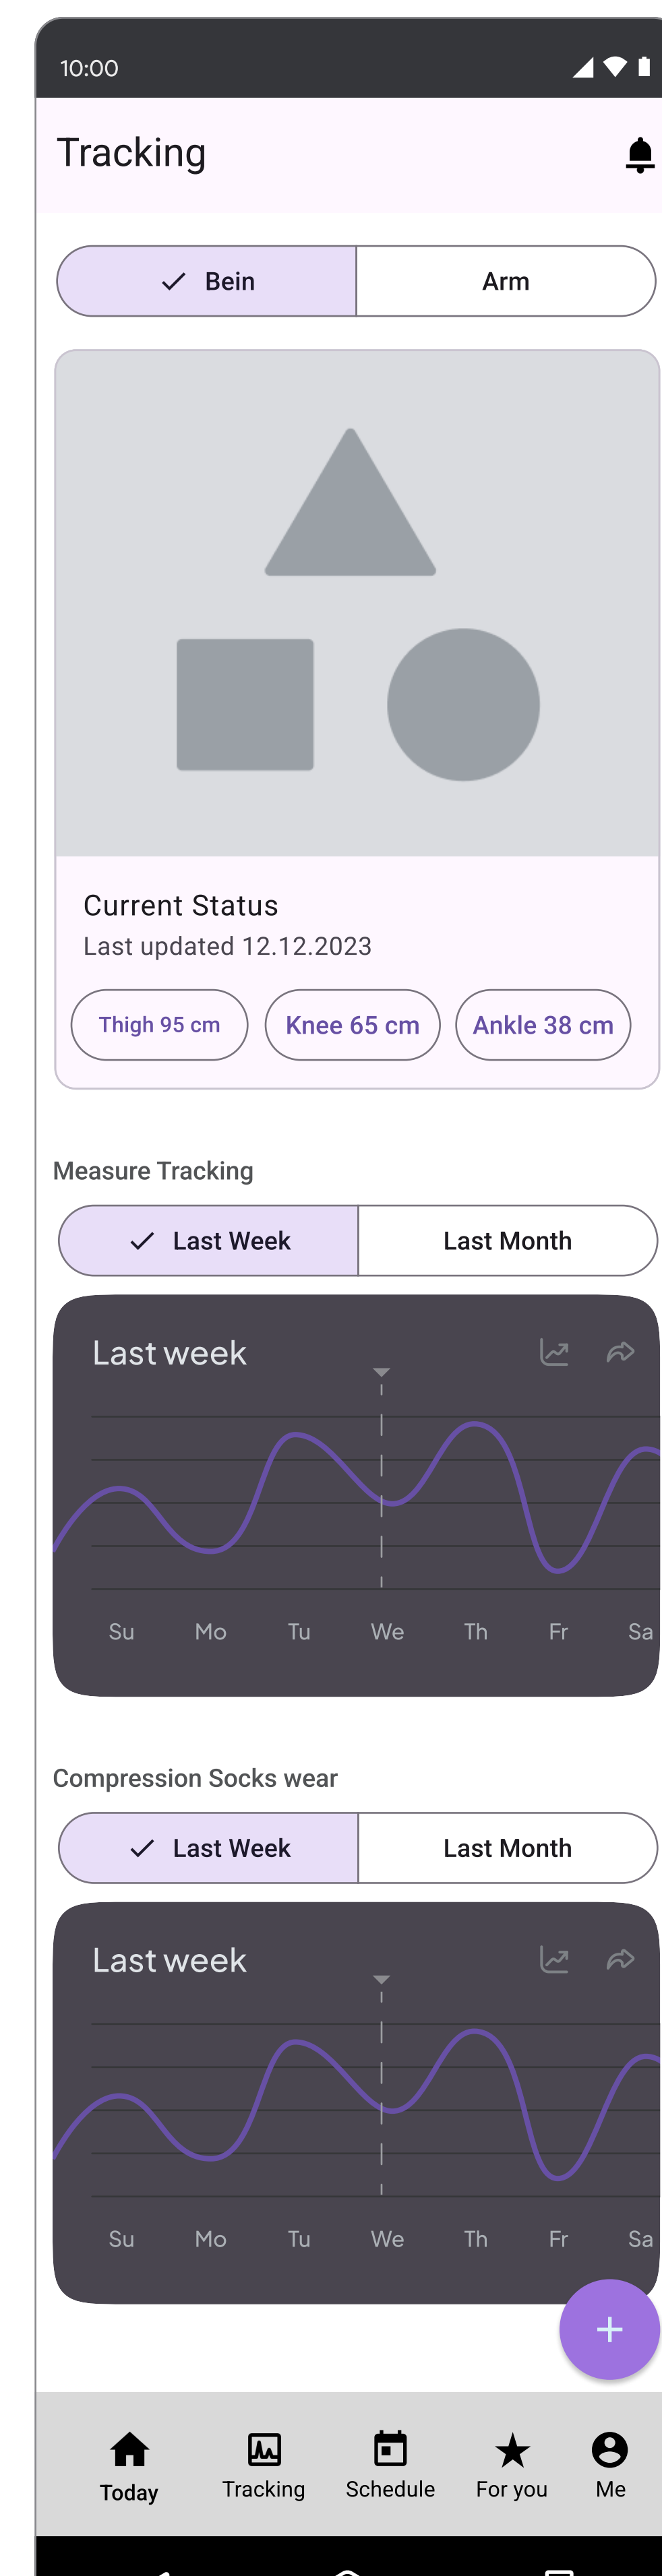 10:00
Tracking
Bein Arm
Current Status
Last updated 12.12.2023
Thigh 95 cm Knee 65 cm Ankle 38 cm
Measure Tracking
Last Week Last Month
Last week
Su Mo Tu We Th Fr Sa
Compression Socks wear
Last Week Last Month
Last week
Su Mo Tu We Th Fr Sa
Today Tracking Schedule For you Me